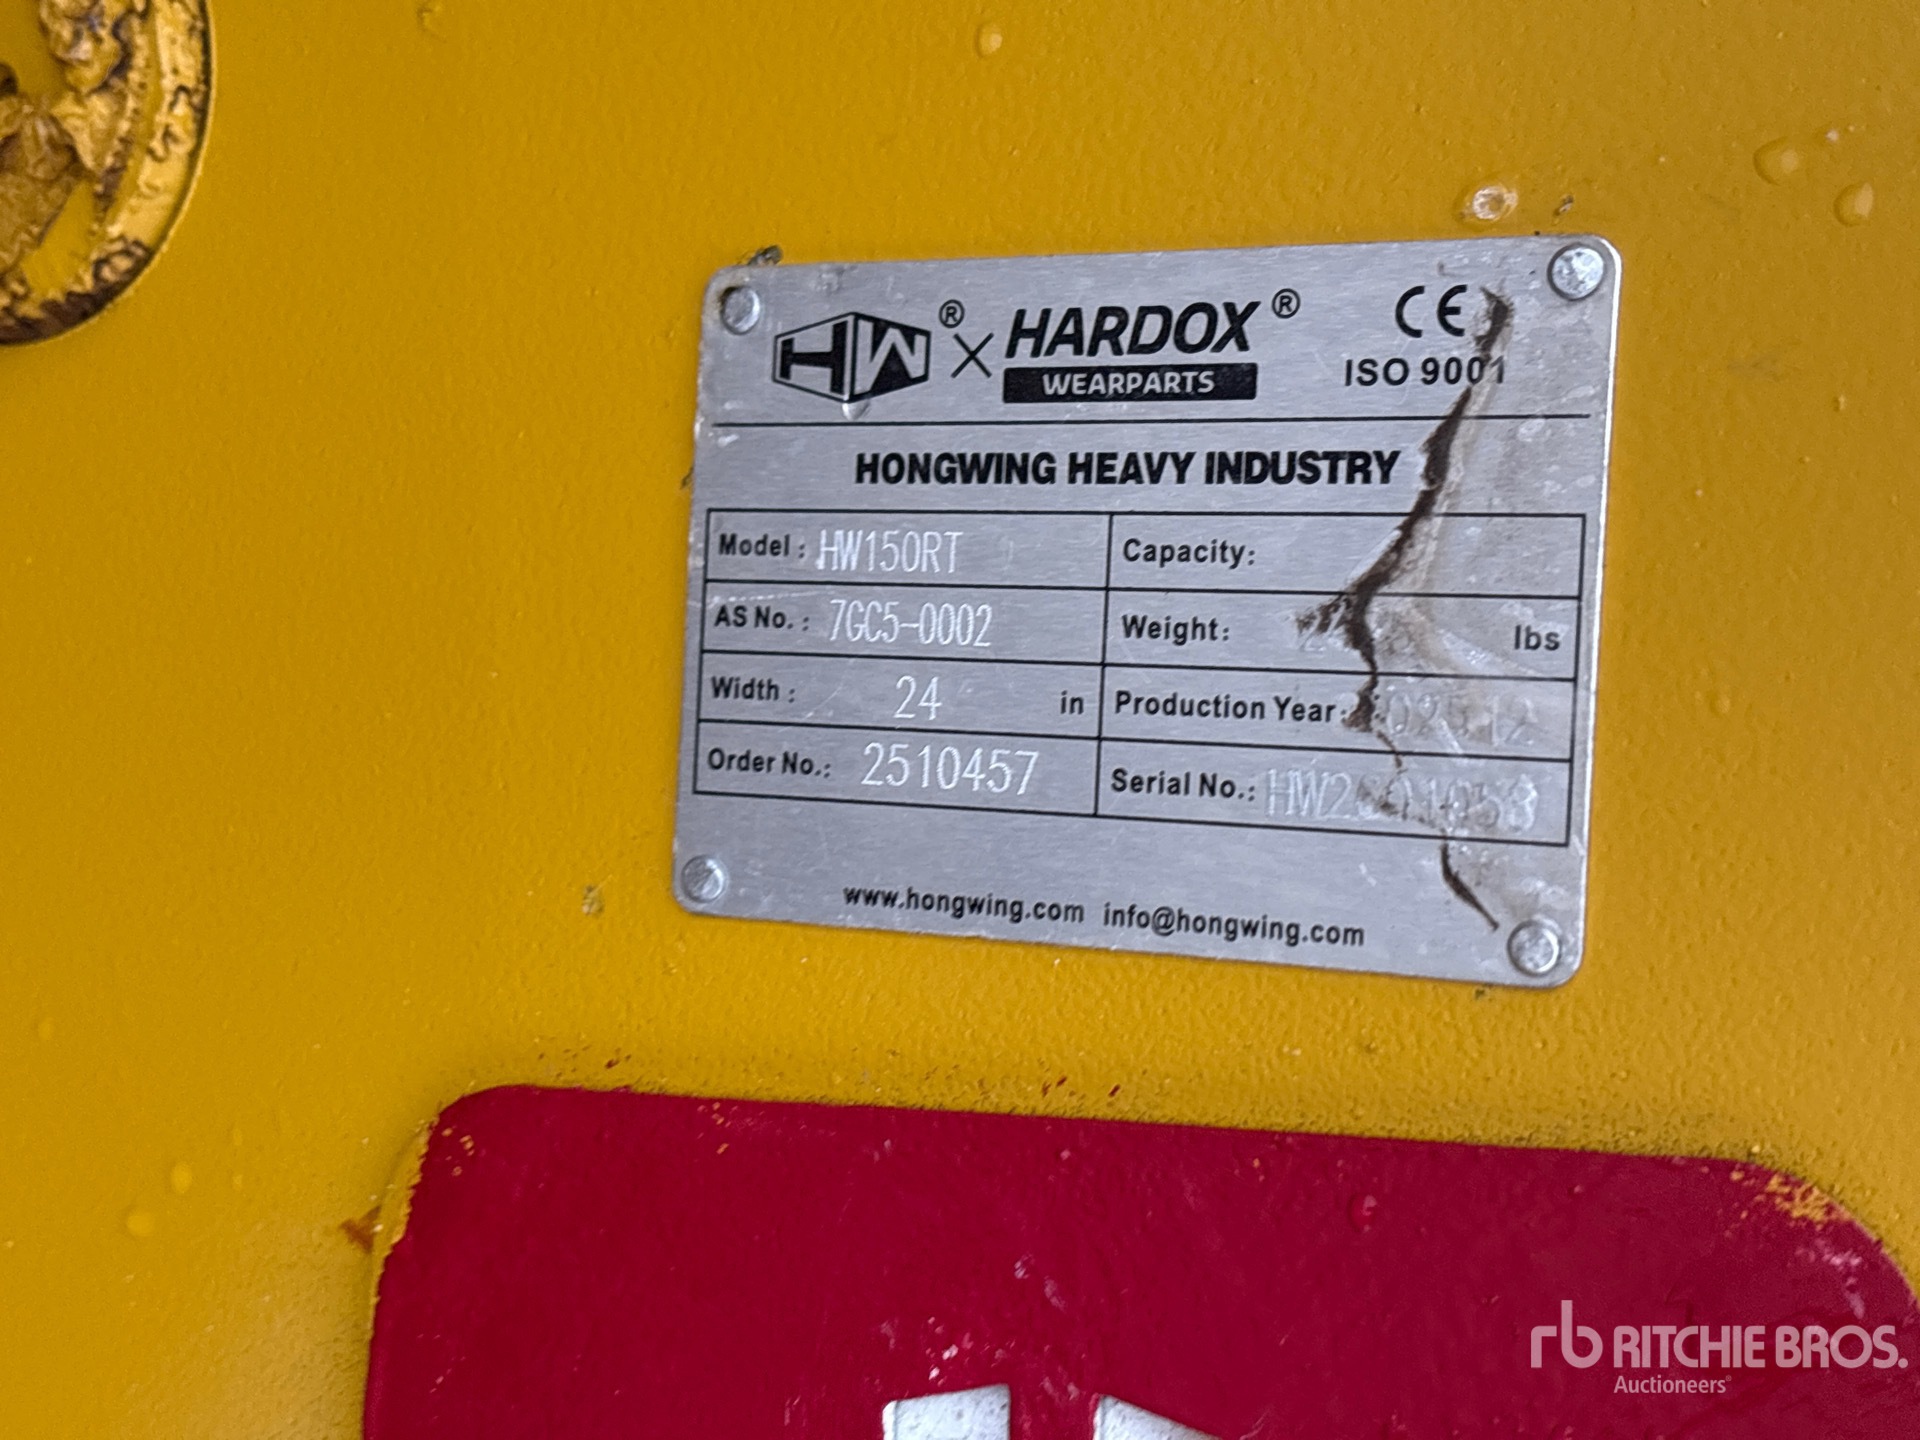 HW® × HARDOX® CE
WEARPARTS ISO 9001
HONGWING HEAVY INDUSTRY
Model: HW150RT Capacity:
AS No.: 7GC5-0002 Weight: lbs
Width: 24 in Production Year:
Order No.: 2510457 Serial No.:
www.hongwing.com info@hongwing.com
rb RITCHIE BROS.
Auctioneers